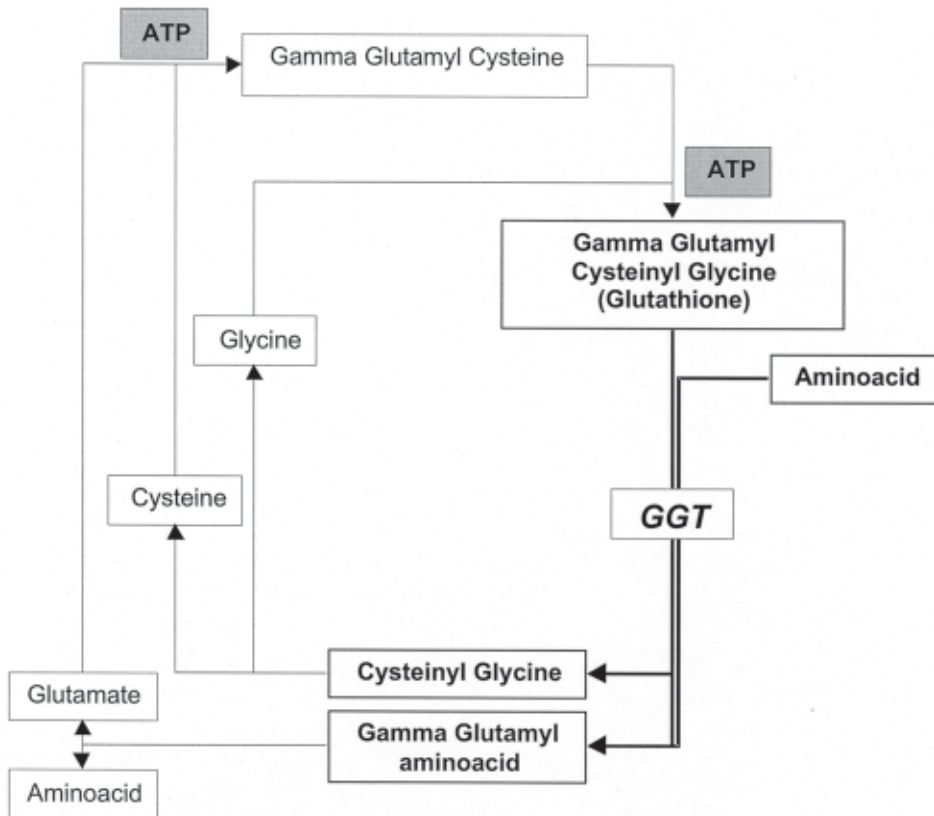 ATP
Gamma Glutamyl Cysteine
ATP
Gamma Glutamyl
Cysteinyl Glycine
(Glutathione)
Glycine
Aminoacid
Cysteine
GGT
Cysteinyl Glycine
Glutamate
Gamma Glutamyl
aminoacid
Aminoacid